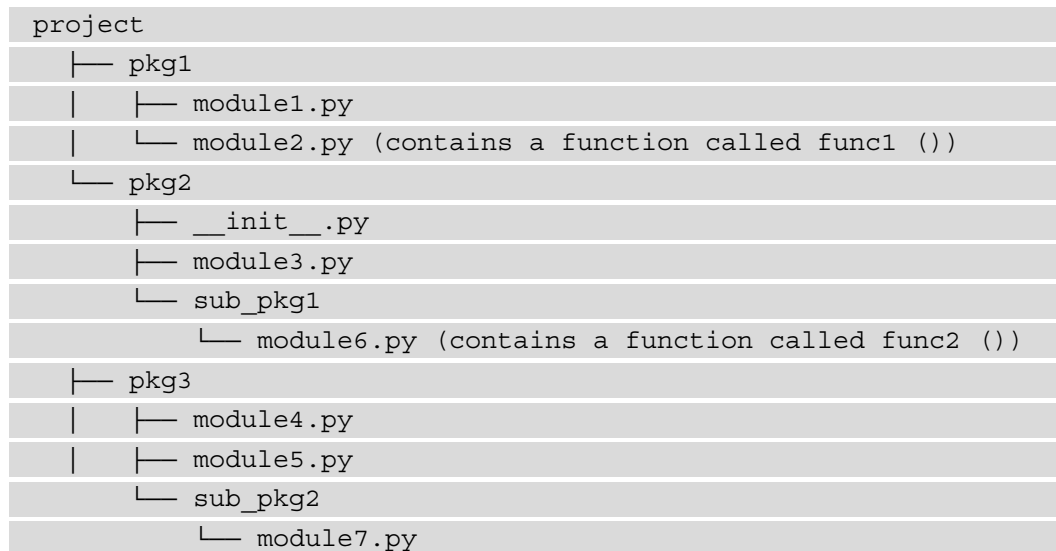 project
├── pkg1
│   ├── module1.py
│   └── module2.py (contains a function called func1 ())
└── pkg2
    ├── __init__.py
    ├── module3.py
    └── sub_pkg1
        └── module6.py (contains a function called func2 ())
├── pkg3
│   ├── module4.py
│   ├── module5.py
    └── sub_pkg2
        └── module7.py